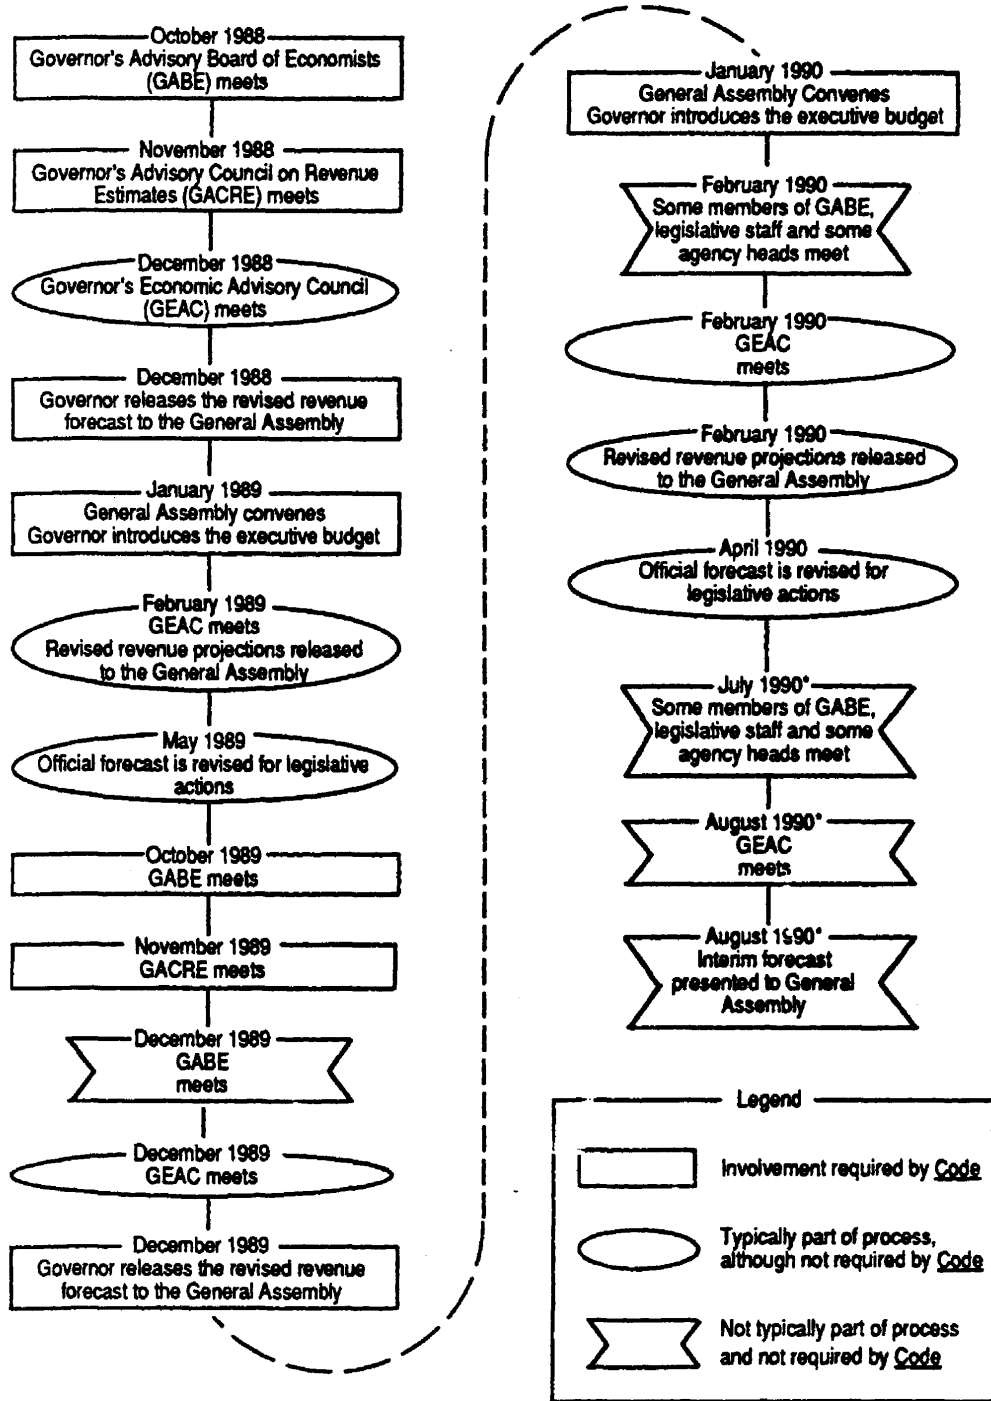 October 1988
Governor's Advisory Board of Economists
(GABE) meets
November 1988
Governor's Advisory Council on Revenue
Estimates (GACRE) meets
December 1988
Governor's Economic Advisory Council
(GEAC) meets
December 1988
Governor releases the revised revenue
forecast to the General Assembly
January 1989
General Assembly convenes
Governor introduces the executive budget
February 1989
GEAC meets
Revised revenue projections released
to the General Assembly
May 1989
Official forecast is revised for legislative
actions
October 1989
GABE meets
November 1989
GACRE meets
December 1989
GABE
meets
December 1989
GEAC meets
December 1989
Governor releases the revised revenue
forecast to the General Assembly
January 1990
General Assembly Convenes
Governor introduces the executive budget
February 1990
Some members of GABE,
legislative staff and some
agency heads meet
February 1990
GEAC
meets
February 1990
Revised revenue projections released
to the General Assembly
April 1990
Official forecast is revised for
legislative actions
July 1990*
Some members of GABE,
legislative staff and some
agency heads meet
August 1990*
GEAC
meets
August 1990*
Interim forecast
presented to General
Assembly
Legend
Involvement required by Code
Typically part of process,
although not required by Code
Not typically part of process
and not required by Code